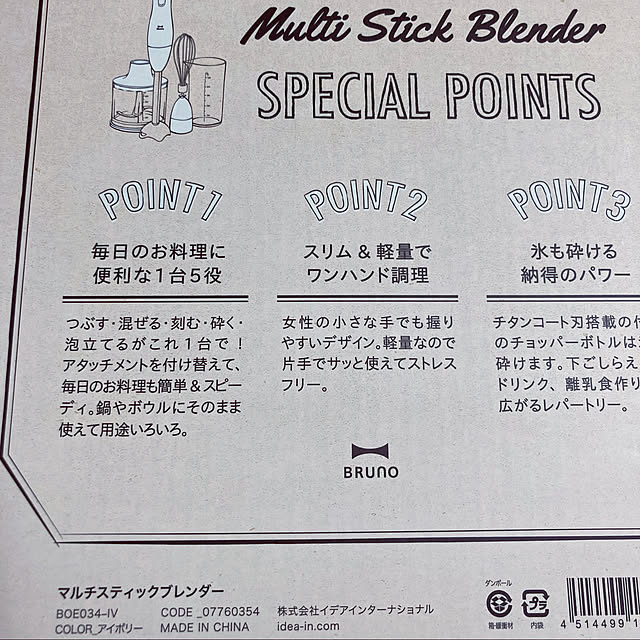 Multi Stick Blender
SPECIAL POINTS
POINT1
毎日のお料理に
便利な1台5役
つぶす・混ぜる・刻む・砕く・
泡立てるがこれ1台で！
アタッチメントを付け替えて、
毎日のお料理も簡単&スピー
ディ。鍋やボウルにそのまま
使えて用途いろいろ。
POINT2
スリム&軽量で
ワンハンド調理
女性の小さな手でも握り
やすいデザイン。軽量なので
片手でサッと使えてストレス
フリー。
POINT3
氷も砕ける
納得のパワー
チタンコート刃搭載の付
のチョッパーボトルは
砕けます。下ごしらえ
ドリンク、離乳食作り
広がるレパートリー。
BRUNO
マルチスティックブレンダー
BOE034-IV CODE_07760354
COLOR_アイボリー MADE IN CHINA
株式会社イデアインターナショナル
idea-in.com
ダンボール
箱・緩衝材
プラ
内袋
4 514499 1